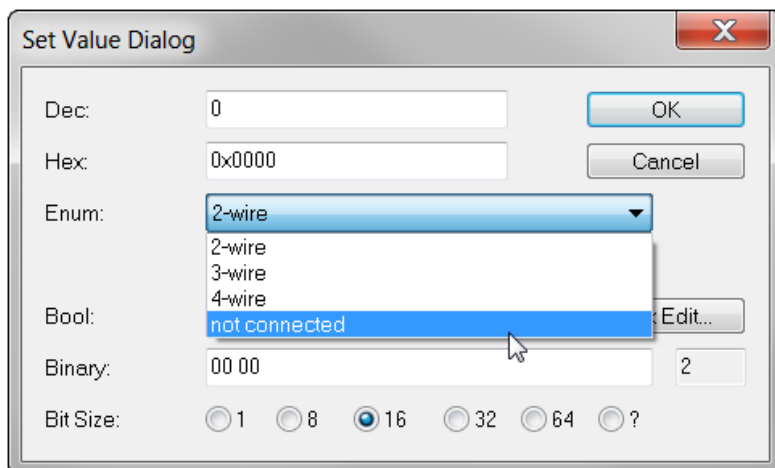 Set Value Dialog
Dec: 0 OK
Hex: 0x0000 Cancel
Enum: 2-wire
2-wire
3-wire
4-wire
not connected
Bool: Edit...
Binary: 00 00 2
Bit Size: 1 8 16 32 64 ?